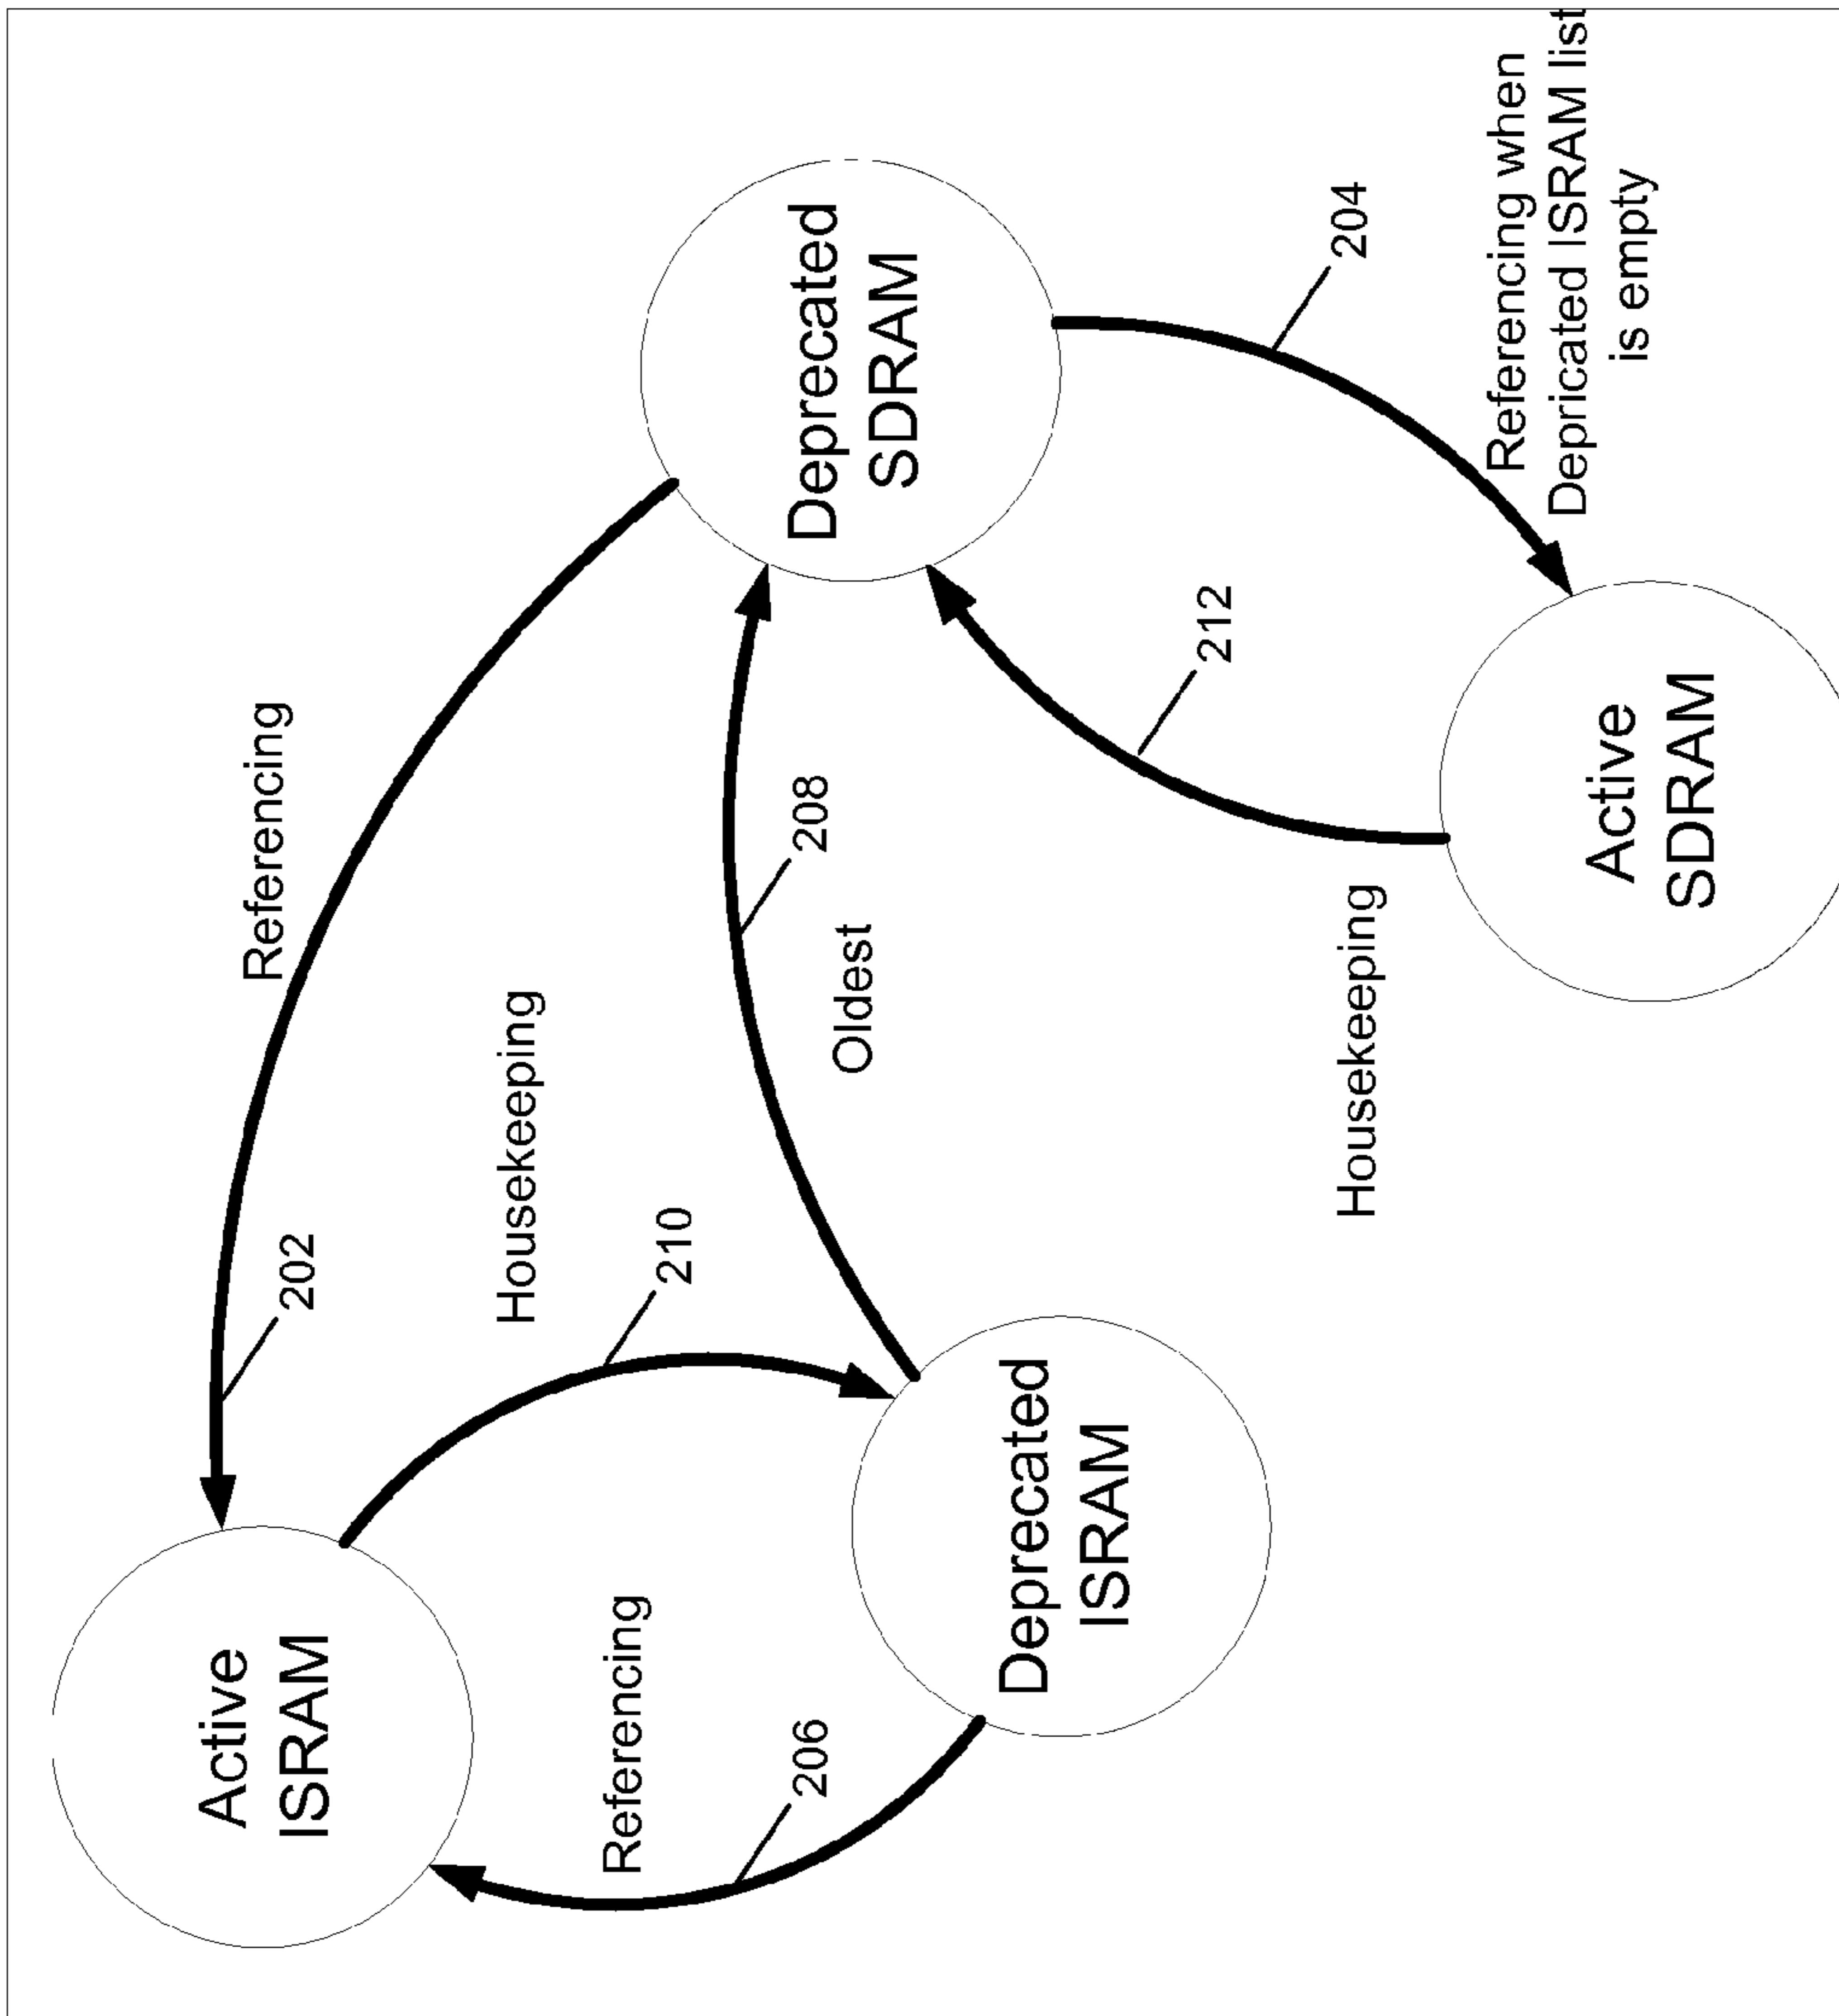 Active
ISRAM
202
Referencing
Housekeeping
210
Referencing
206
Deprecated
ISRAM
208
Oldest
Deprecated
SDRAM
204
212
Housekeeping
Referencing when
Depricated ISRAM list
is empty
Active
SDRAM